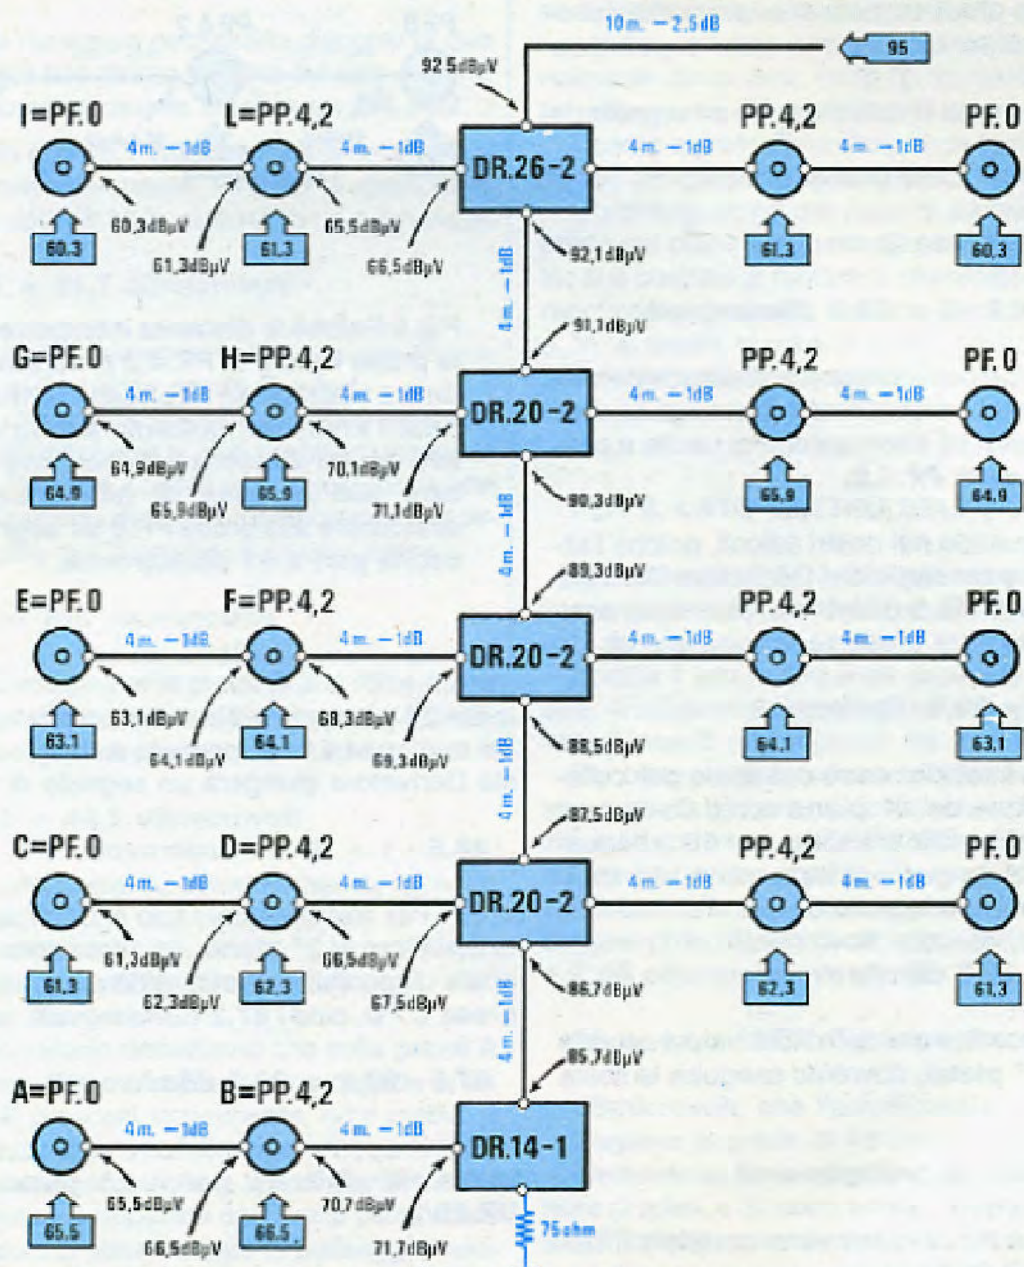 10m. -2,5dB
95
92 5dBµV
I=PF.0 L=PP.4,2 PP.4,2 PF.0
4m. -1dB 4m. -1dB DR.26-2 4m. -1dB 4m. -1dB
60,3dBµV 65,5dBµV
60.3 61.3 61.3 60,3
61,3dBµV 66,5dBµV 92,1dBµV
4m. -1dB
91,1dBµV
G=PF.0 H=PP.4,2 PP.4,2 PF.0
4m. -1dB 4m. -1dB DR.20-2 4m. -1dB 4m. -1dB
64,9dBµV 70,1dBµV
64.9 65.9 65.9 64.9
65,9dBµV 71,1dBµV 90,3dBµV
4m. -1dB
89,3dBµV
E=PF.0 F=PP.4,2 PP.4,2 PF.0
4m. -1dB 4m. -1dB DR.20-2 4m. -1dB 4m. -1dB
63,1dBµV 68,3dBµV
63.1 64.1 64.1 63.1
64,1dBµV 69,3dBµV 88,5dBµV
4m. -1dB
87,5dBµV
C=PF.0 D=PP.4,2 PP.4,2 PF.0
4m. -1dB 4m. -1dB DR.20-2 4m. -1dB 4m. -1dB
61,3dBµV 66,5dBµV
61.3 62,3 62,3 61,3
62,3dBµV 67,5dBµV 86,7dBµV
4m. -1dB
85,7dBµV
A=PF.0 B=PP.4,2
4m. -1dB 4m. -1dB DR.14-1
65,5dBµV 70,7dBµV
65.5 66,5
66,5dBµV 71,7dBµV
75ohm